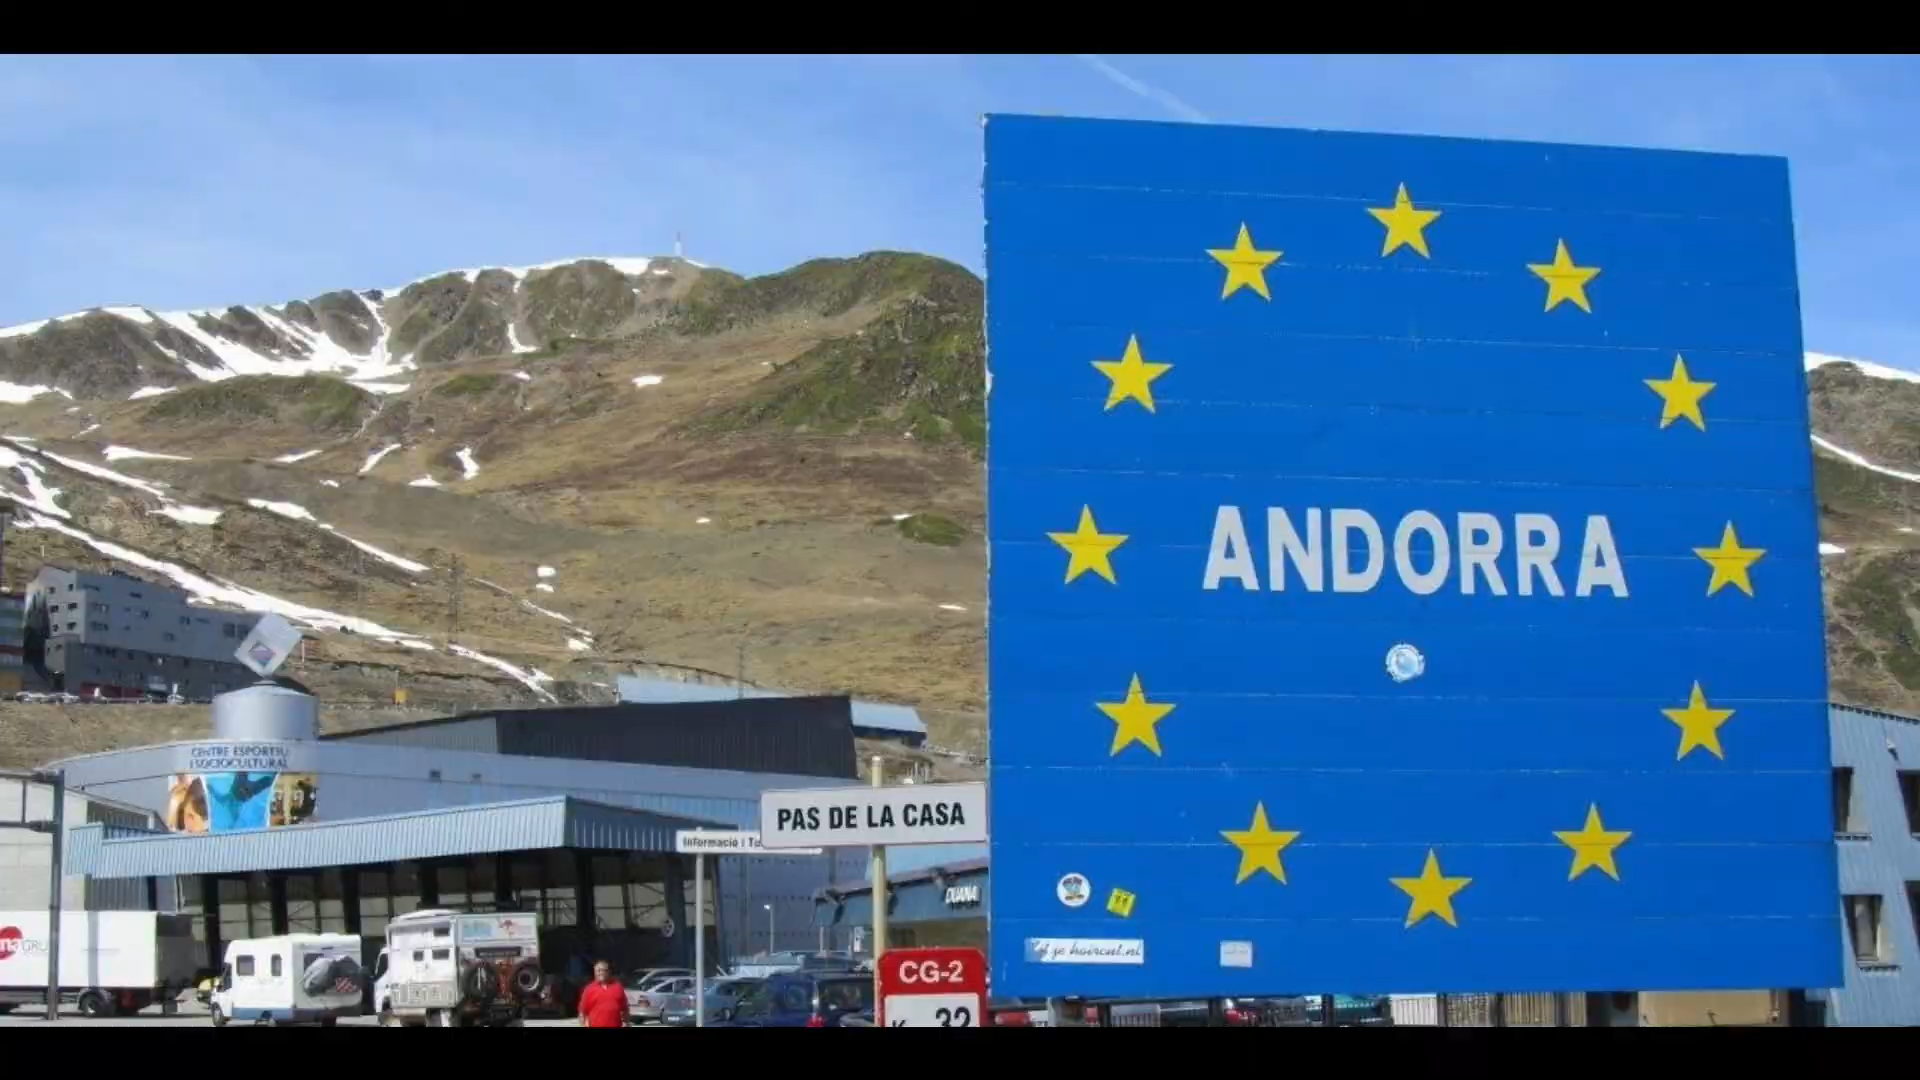 ANDORRA
CENTRE ESPORTIU
I SOCIOCULTURAL
PAS DE LA CASA
Informació i
DUANA
CG-2
32